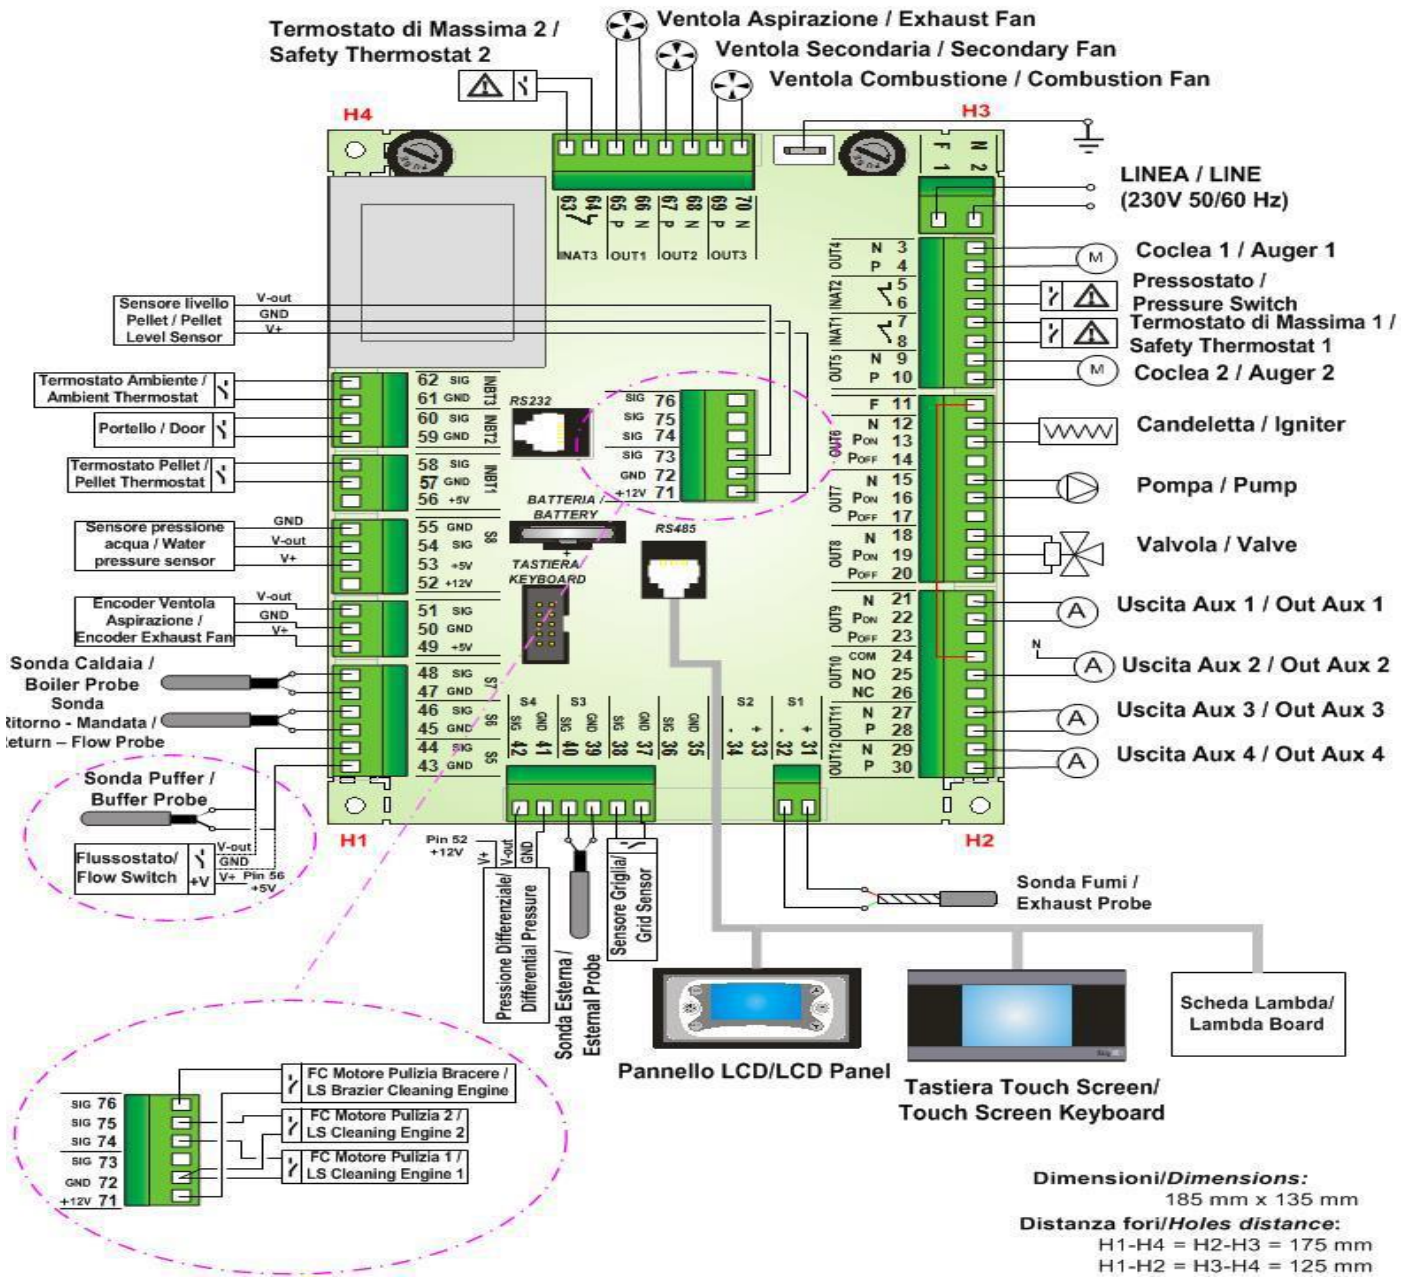 Termostato di Massima 2 /
Safety Thermostat 2
Ventola Aspirazione / Exhaust Fan
Ventola Secondaria / Secondary Fan
Ventola Combustione / Combustion Fan
H4
H3
F N
1 2
LINEA / LINE
(230V 50/60 Hz)
63 64 65 66 67 68 69 70
P N P N P N
INAT3 OUT1 OUT2 OUT3
OUT4
N 3
P 4
M
Coclea 1 / Auger 1
INAT2
5
6
Pressostato /
Pressure Switch
INAT1
7
8
Termostato di Massima 1 /
Safety Thermostat 1
OUT5
N 9
P 10
M
Coclea 2 / Auger 2
F 11
OUT6
N 12
PON 13
POFF 14
Candeletta / Igniter
OUT7
N 15
PON 16
POFF 17
Pompa / Pump
OUT8
N 18
PON 19
POFF 20
Valvola / Valve
OUT9
N 21
PON 22
POFF 23
A
Uscita Aux 1 / Out Aux 1
OUT10
COM 24
NO 25
NC 26
N
A
Uscita Aux 2 / Out Aux 2
OUT11
N 27
P 28
A
Uscita Aux 3 / Out Aux 3
OUT12
N 29
P 30
A
Uscita Aux 4 / Out Aux 4
Sensore livello
Pellet / Pellet
Level Sensor
V-out
GND
V+
Termostato Ambiente /
Ambient Thermostat
62 SIG
61 GND
INBT3
Portello / Door
60 SIG
59 GND
INBT2
Termostato Pellet /
Pellet Thermostat
58 SIG
57 GND
56 +5V
INBT1
Sensore pressione
acqua / Water
pressure sensor
GND
V-out
V+
55 GND
54 SIG
53 +5V
52 +12V
S8
Encoder Ventola
Aspirazione /
Encoder Exhaust Fan
V-out
GND
V+
51 SIG
50 GND
49 +5V
Sonda Caldaia /
Boiler Probe
48 SIG
47 GND
S7
Sonda
Ritorno - Mandata /
eturn – Flow Probe
46 SIG
45 GND
S6
44 SIG
43 GND
S5
RS232
SIG 76
SIG 75
SIG 74
SIG 73
GND 72
+12V 71
BATTERIA /
BATTERY
+
TASTIERA
KEYBOARD
RS485
Sonda Puffer /
Buffer Probe
Flussostato/
Flow Switch
+V
V-out
GND
V+ Pin 56
+5V
H1
H2
S4 S3 S2 S1
SIG GND SIG GND SIG GND SIG GND - + - +
42 41 40 39 38 37 36 35 34 33 32 31
Pin 52
+12V
V+
V-out
GND
Pressione Differenziale/
Differential Pressure
Sonda Esterna /
External Probe
Sensore Griglia/
Grid Sensor
Sonda Fumi /
Exhaust Probe
Pannello LCD/LCD Panel
Tastiera Touch Screen/
Touch Screen Keyboard
Scheda Lambda/
Lambda Board
SIG 76
SIG 75
SIG 74
SIG 73
GND 72
+12V 71
FC Motore Pulizia Bracere /
LS Brazier Cleaning Engine
FC Motore Pulizia 2 /
LS Cleaning Engine 2
FC Motore Pulizia 1 /
LS Cleaning Engine 1
Dimensioni/Dimensions:
185 mm x 135 mm
Distanza fori/Holes distance:
H1-H4 = H2-H3 = 175 mm
H1-H2 = H3-H4 = 125 mm